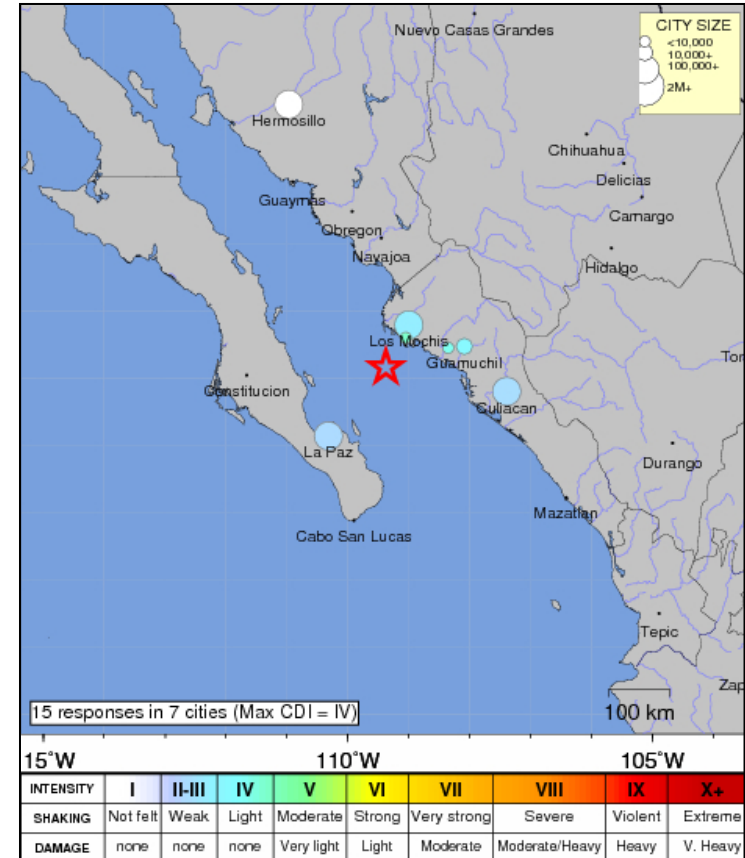 Nuevo Casas Grandes
CITY SIZE
<10,000
10,000+
100,000+
2M+
Hermosillo
Chihuahua
Delicias
Guaymas
Camargo
Obregon
Navajoa
Hidalgo
Los Mochis
Tor
Guamuchil
Constitucion
Culiacan
La Paz
Durango
Mazatlan
Cabo San Lucas
Tepic
Zap
15 responses in 7 cities (Max CDI = IV)
100 km
15°W 110°W 105°W
INTENSITY I II-III IV V VI VII VIII IX X+
SHAKING Not felt Weak Light Moderate Strong Very strong Severe Violent Extreme
DAMAGE none none none Very light Light Moderate Moderate/Heavy Heavy V. Heavy